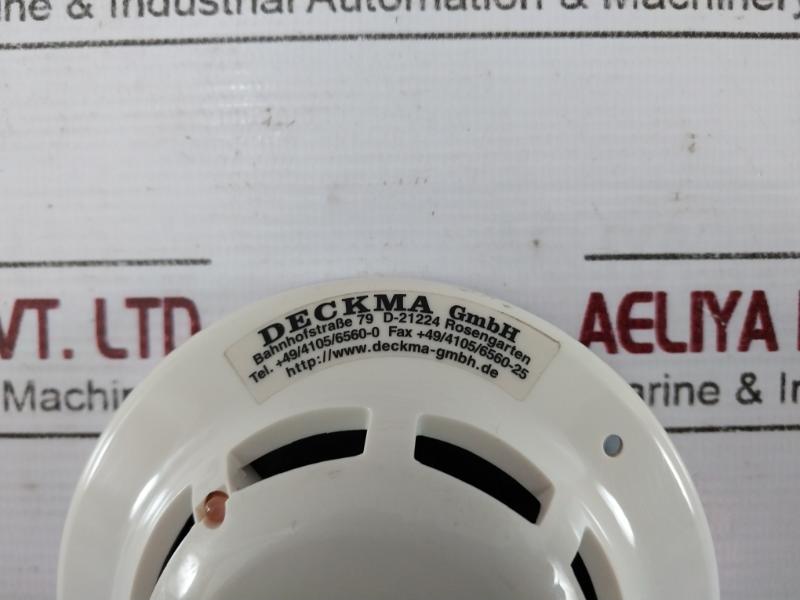 ne & Industrial Automation & Machinery
VT. LTD
AELIYA
Machin
arine & In
DECKMA GmbH
Bahnhofstraße 79 D-21224 Rosengarten
Tel. +49/4105/6560-0 Fax +49/4105/6560-25
http://www.deckma-gmbh.de